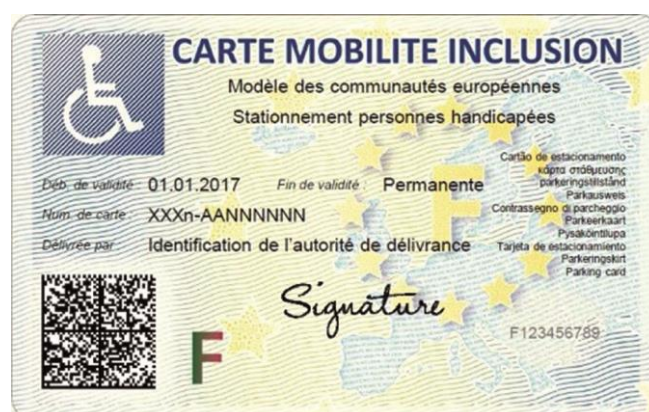 CARTE MOBILITE INCLUSION
Modèle des communautés européennes
Stationnement personnes handicapées
Cartão de estacionamento
κάρτα στάθμευσης
parkeringstillstånd
Parkausweis
Contrassegno di parcheggio
Parkeerkaart
Pysäköintilupa
Tarjeta de estacionamiento
Parkeringskirt
Parking card
Déb. de validité : 01.01.2017 Fin de validité : Permanente
Num. de carte : XXXn-AANNNNNN
Délivrée par : Identification de l'autorité de délivrance
F
Signature
F
F123456789